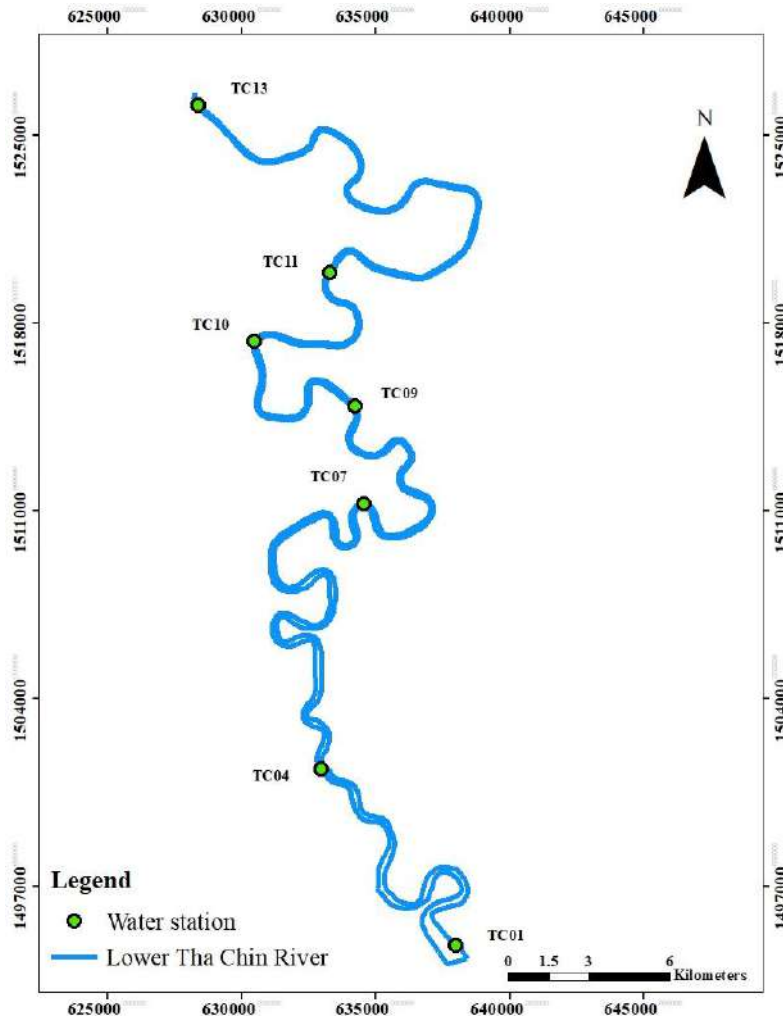 625000 630000 635000 640000 645000
TC13
N
1525000 1525000
TC11
TC10
1518000 1518000
TC09
TC07
1511000 1511000
1504000 1504000
TC04
Legend
1497000 1497000
Water station
TC01
Lower Tha Chin River
0 1.5 3 6
Kilometers
625000 630000 635000 640000 645000